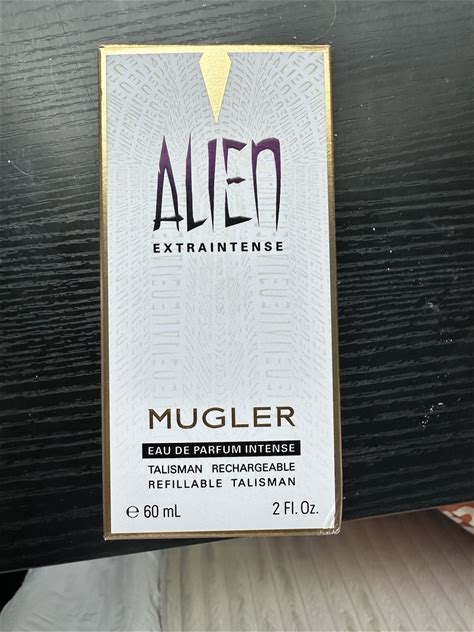 ALIEN
EXTRAINTENSE
MUGLER
EAU DE PARFUM INTENSE
TALISMAN RECHARGEABLE
REFILLABLE TALISMAN
℮ 60 mL 2 Fl. Oz.